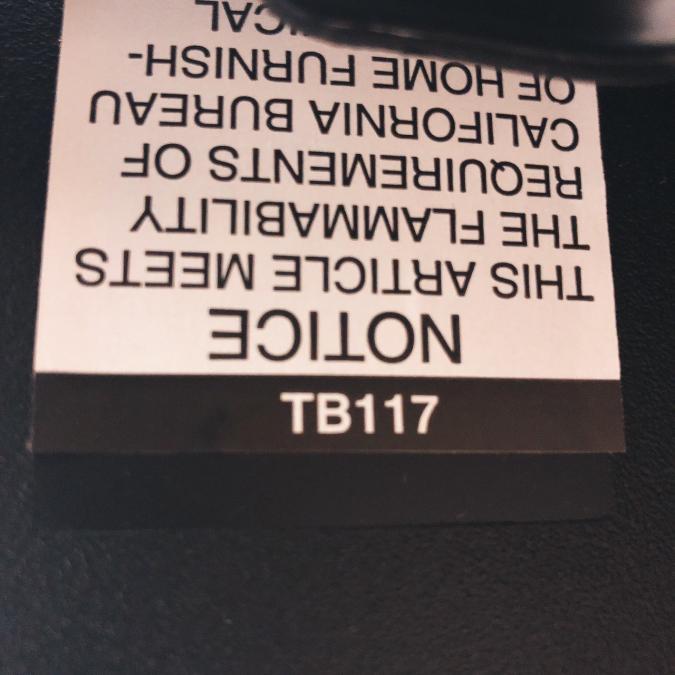 TB117
NOTICE
THIS ARTICLE MEETS
THE FLAMMABILITY
REQUIREMENTS OF
CALIFORNIA BUREAU
OF HOME FURNISH-